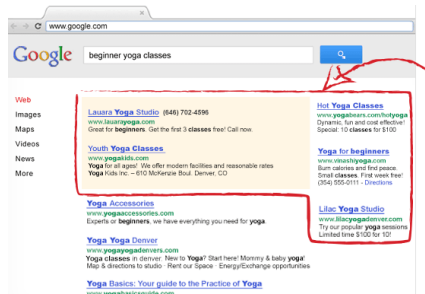 www.google.com
Google
beginner yoga classes
Web
Images
Maps
Videos
News
More
Lauara Yoga Studio (646) 702-4596
www.lauarayoga.com
Great for beginners. Get the first 3 classes free! Call now.
Youth Yoga Classes
www.yogakids.com
Yoga for all ages! We offer modern facilities and reasonable rates
Yoga Kids Inc. – 610 McKenzie Boul. Denver, CO
Yoga Accessories
www.yogaaccessories.com
Experts or beginners, we have everything you need for yoga.
Yoga Yoga Denver
www.yogayogadenvers.com
Yoga classes in denver. New to Yoga? Start here! Mommy & baby yoga!
Map & directions to studio · Rent our Space · Energy/Exchange opportunities
Yoga Basics: Your guide to the Practice of Yoga
www.yogabasicsguide.com
Hot Yoga Classes
www.yogabears.com/hotyoga
Dynamic, fun and cost effective!
Special: 10 classes for $100
Yoga for beginners
www.vinashiyoga.com
Burn calories and find peace.
Small classes. First week free!
(354) 555-0111 - Directions
Lilac Yoga Studio
www.lilacyogadenver.com
Try our popular yoga sessions
Limited time $100 for 10!